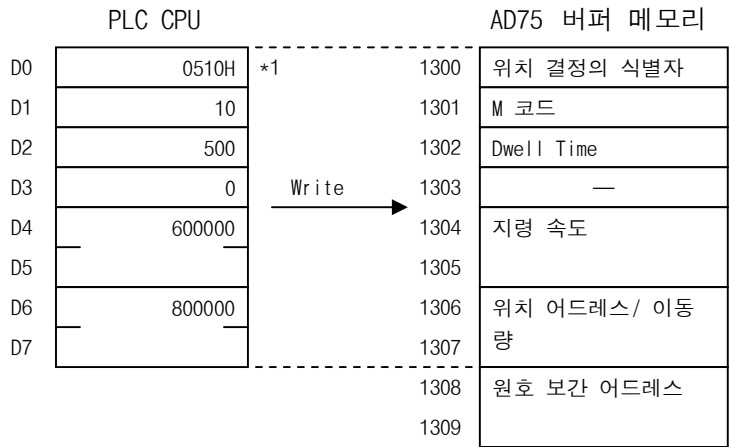 PLC CPU AD75 버퍼 메모리
D0 0510H *1 1300 위치 결정의 식별자
D1 10 1301 M 코드
D2 500 1302 Dwell Time
D3 0 Write 1303 —
D4 600000 1304 지령 속도
D5 1305
D6 800000 1306 위치 어드레스/ 이동
D7 1307 량
1308 원호 보간 어드레스
1309